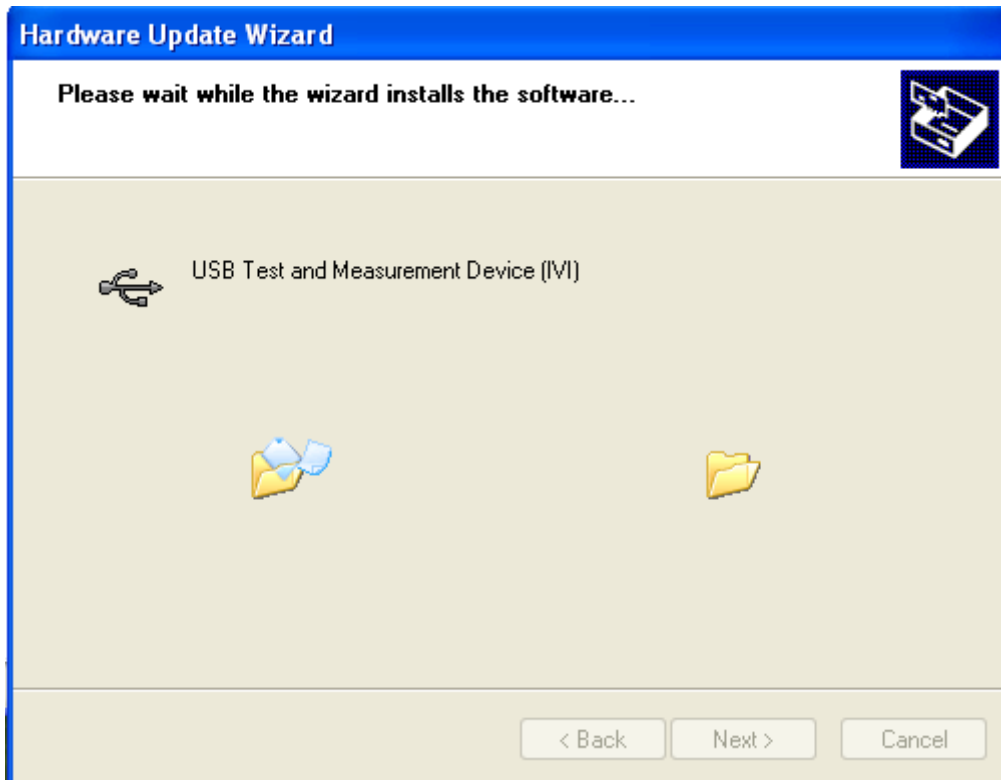 Hardware Update Wizard
Please wait while the wizard installs the software...
USB Test and Measurement Device (IVI)
< Back Next > Cancel